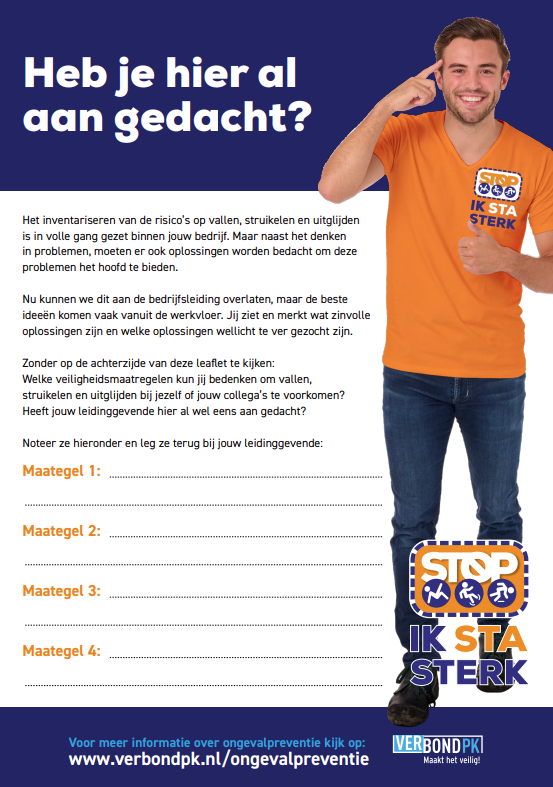 Heb je hier al
aan gedacht?
STOP
IK STA
STERK
Het inventariseren van de risico's op vallen, struikelen en uitglijden
is in volle gang gezet binnen jouw bedrijf. Maar naast het denken
in problemen, moeten er ook oplossingen worden bedacht om deze
problemen het hoofd te bieden.
Nu kunnen we dit aan de bedrijfsleiding overlaten, maar de beste
ideeën komen vaak vanuit de werkvloer. Jij ziet en merkt wat zinvolle
oplossingen zijn en welke oplossingen wellicht te ver gezocht zijn.
Zonder op de achterzijde van deze leaflet te kijken:
Welke veiligheidsmaatregelen kun jij bedenken om vallen,
struikelen en uitglijden bij jezelf of jouw collega's te voorkomen?
Heeft jouw leidinggevende hier al wel eens aan gedacht?
Noteer ze hieronder en leg ze terug bij jouw leidinggevende:
Maategel 1:
Maategel 2:
Maategel 3:
Maategel 4:
STOP
IK STA
STERK
Voor meer informatie over ongevalpreventie kijk op:
www.verbondpk.nl/ongevalpreventie
VERBONDPK
Maakt het veilig!